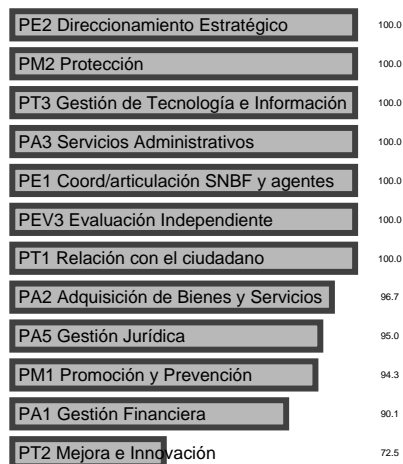 PE2 Direccionamiento Estratégico 100.0
PM2 Protección 100.0
PT3 Gestión de Tecnología e Información 100.0
PA3 Servicios Administrativos 100.0
PE1 Coord/articulación SNBF y agentes 100.0
PEV3 Evaluación Independiente 100.0
PT1 Relación con el ciudadano 100.0
PA2 Adquisición de Bienes y Servicios 96.7
PA5 Gestión Jurídica 95.0
PM1 Promoción y Prevención 94.3
PA1 Gestión Financiera 90.1
PT2 Mejora e Innovación 72.5